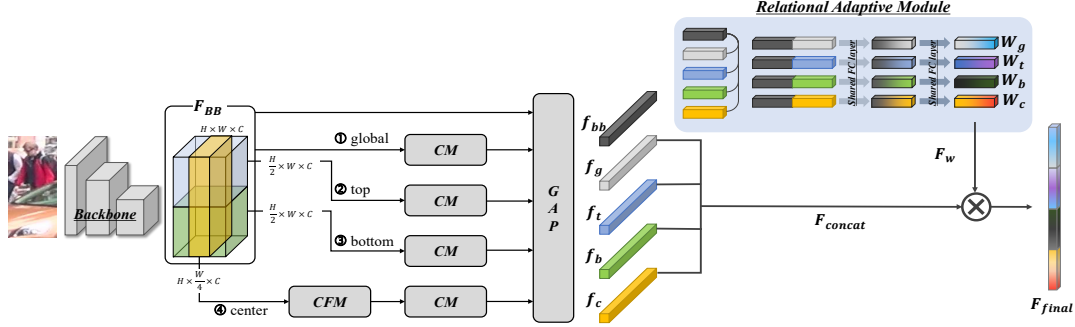 Relational Adaptive Module
Shared FC layer
Shared FC layer
W_g
W_t
W_b
W_c
F_BB
H × W × C
① global
CM
H/2 × W × C
② top
CM
H/2 × W × C
③ bottom
CM
H × W/4 × C
④ center
CFM
CM
Backbone
G
A
P
f_bb
f_g
f_t
f_b
f_c
F_w
F_concat
F_final